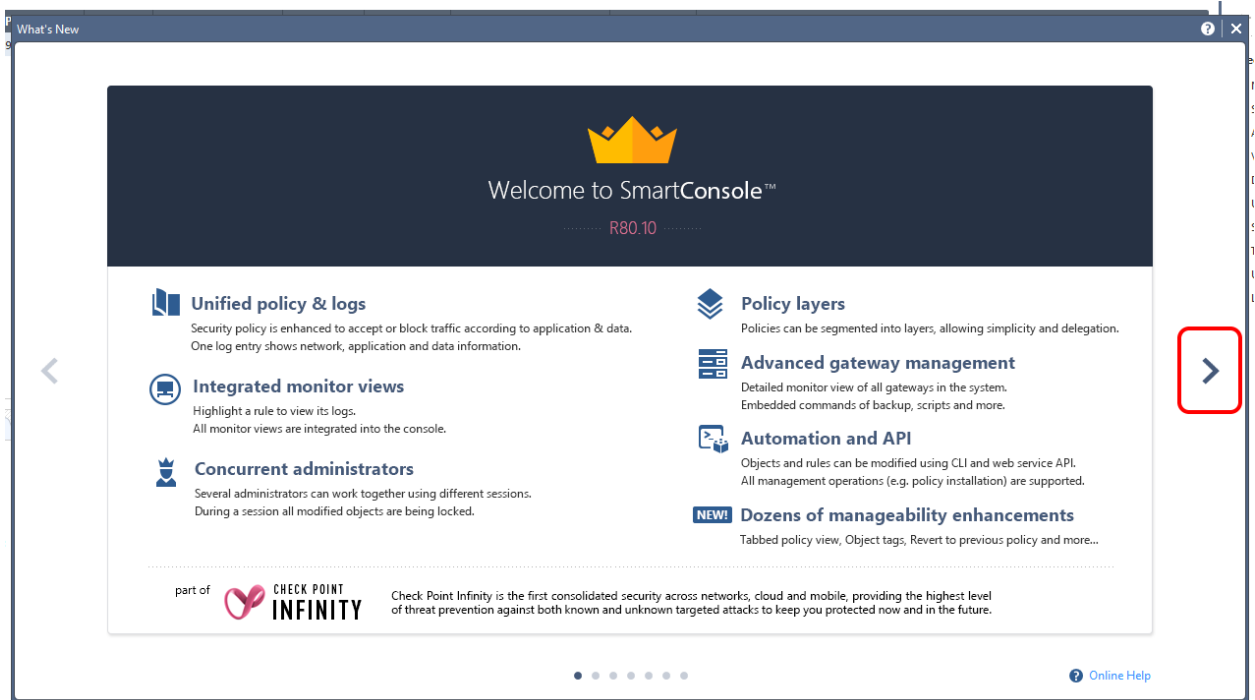 What's New
Welcome to SmartConsole™
R80.10
Unified policy & logs
Security policy is enhanced to accept or block traffic according to application & data.
One log entry shows network, application and data information.
Integrated monitor views
Highlight a rule to view its logs.
All monitor views are integrated into the console.
Concurrent administrators
Several administrators can work together using different sessions.
During a session all modified objects are being locked.
Policy layers
Policies can be segmented into layers, allowing simplicity and delegation.
Advanced gateway management
Detailed monitor view of all gateways in the system.
Embedded commands of backup, scripts and more.
Automation and API
Objects and rules can be modified using CLI and web service API.
All management operations (e.g. policy installation) are supported.
NEW! Dozens of manageability enhancements
Tabbed policy view, Object tags, Revert to previous policy and more...
part of
CHECK POINT
INFINITY
Check Point Infinity is the first consolidated security across networks, cloud and mobile, providing the highest level
of threat prevention against both known and unknown targeted attacks to keep you protected now and in the future.
Online Help